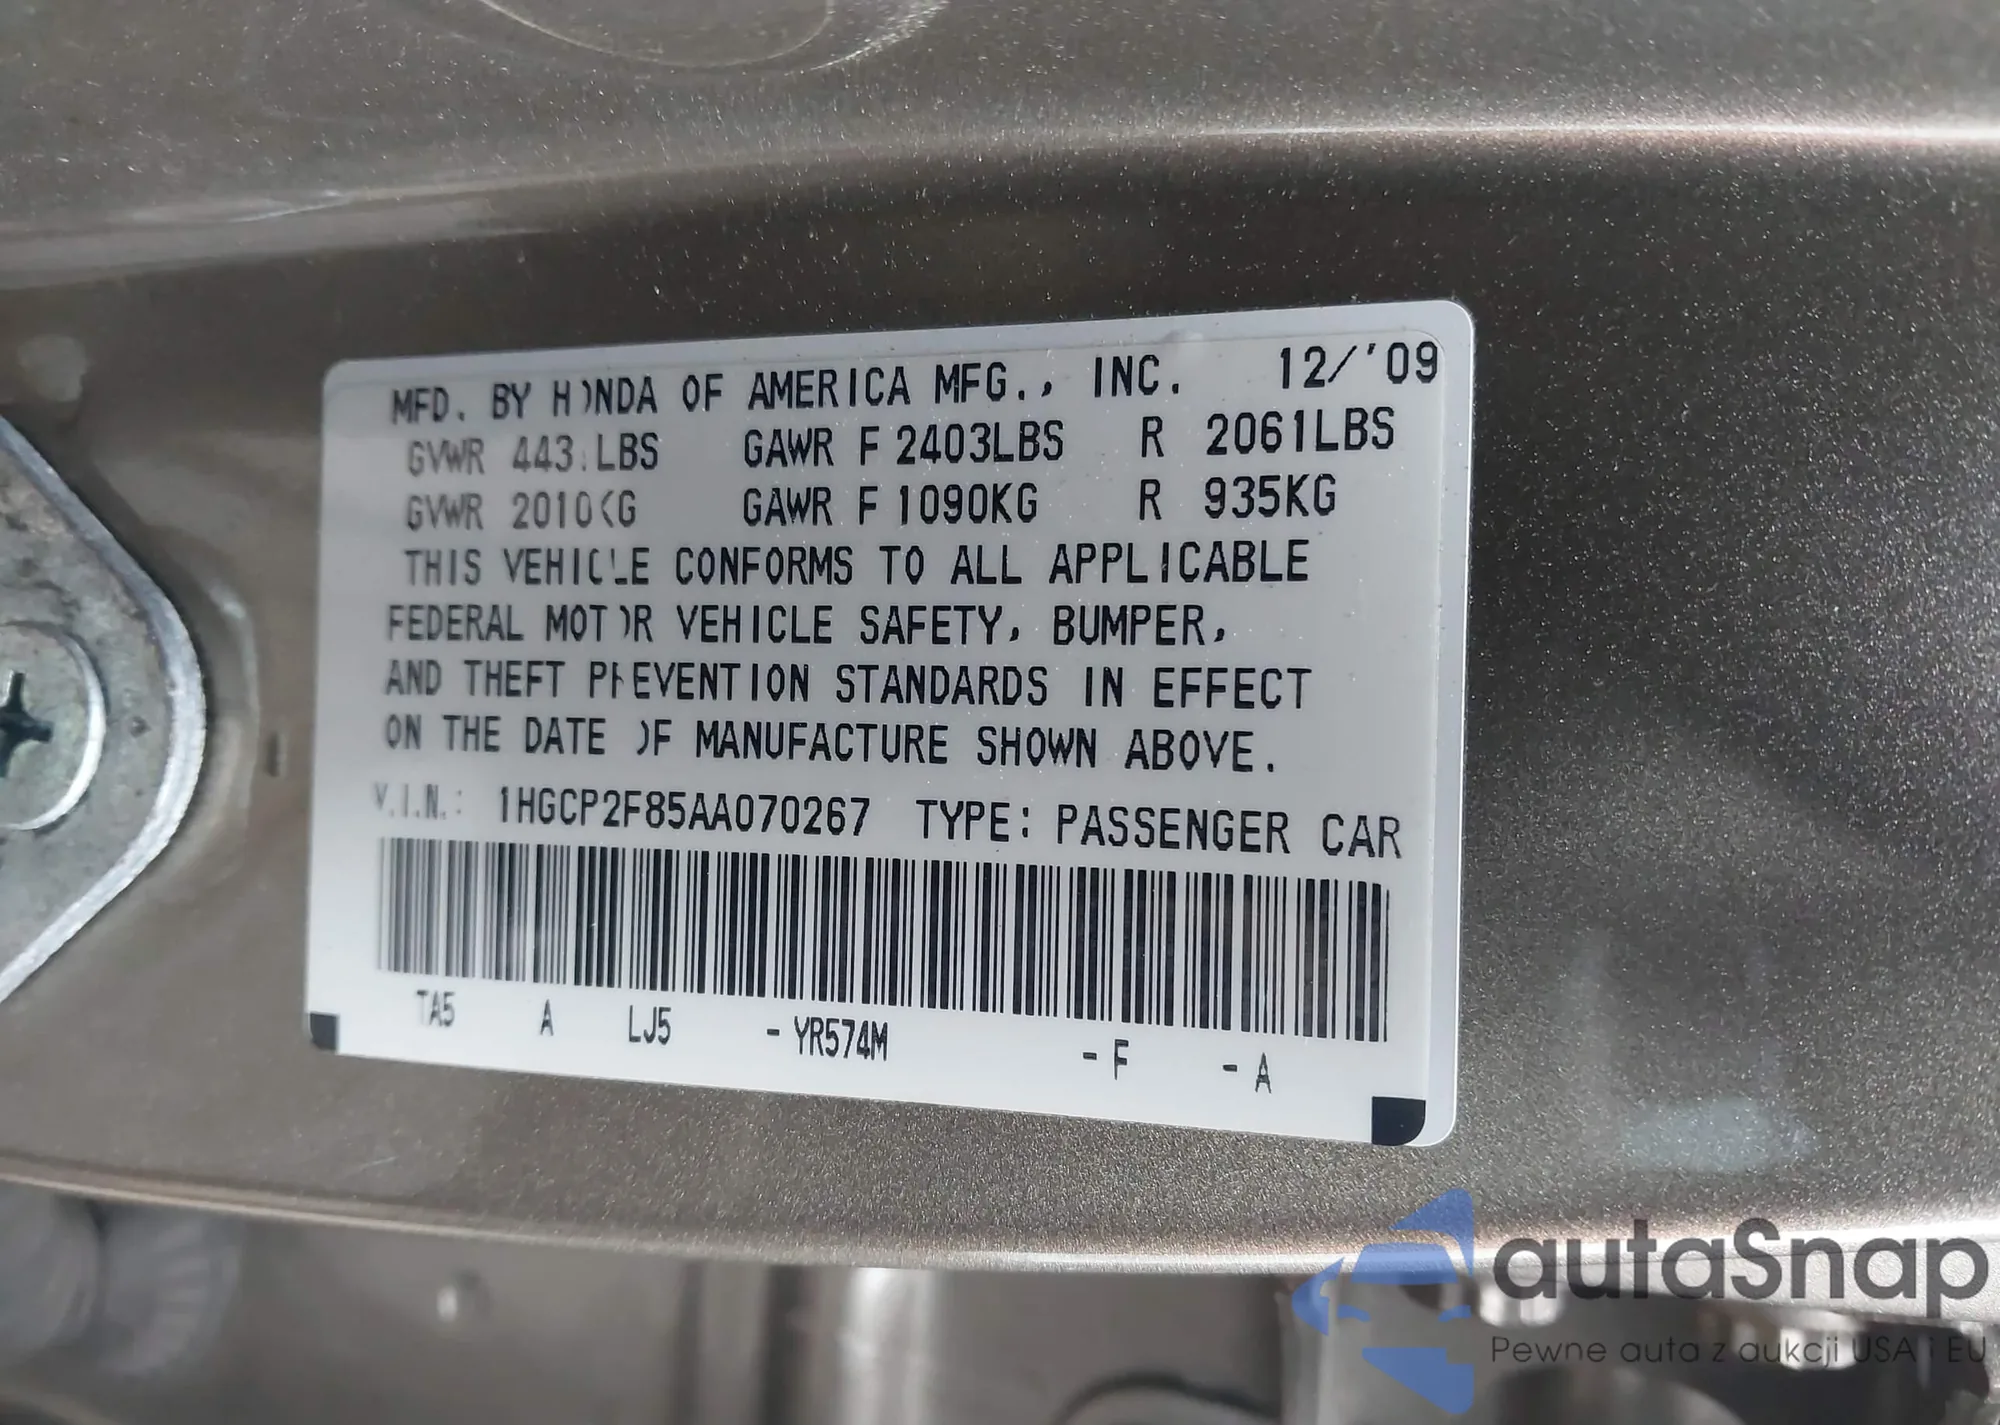 MFD. BY HONDA OF AMERICA MFG., INC. 12/'09
GVWR 443 LBS GAWR F 2403LBS R 2061LBS
GVWR 2010KG GAWR F 1090KG R 935KG
THIS VEHICLE CONFORMS TO ALL APPLICABLE
FEDERAL MOTOR VEHICLE SAFETY, BUMPER,
AND THEFT PREVENTION STANDARDS IN EFFECT
ON THE DATE OF MANUFACTURE SHOWN ABOVE.
V.I.N.: 1HGCP2F85AA070267 TYPE: PASSENGER CAR
TA5 A LJ5 -YR574M -F -A
autaSnap
Pewne auta z aukcji USA i EU